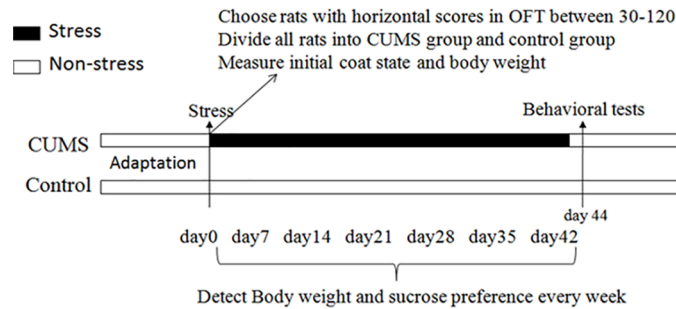 Stress
Non-stress
Choose rats with horizontal scores in OFT between 30-120
Divide all rats into CUMS group and control group
Measure initial coat state and body weight
Stress
Behavioral tests
CUMS
Adaptation
Control
day 44
day0 day7 day14 day21 day28 day35 day42
Detect Body weight and sucrose preference every week